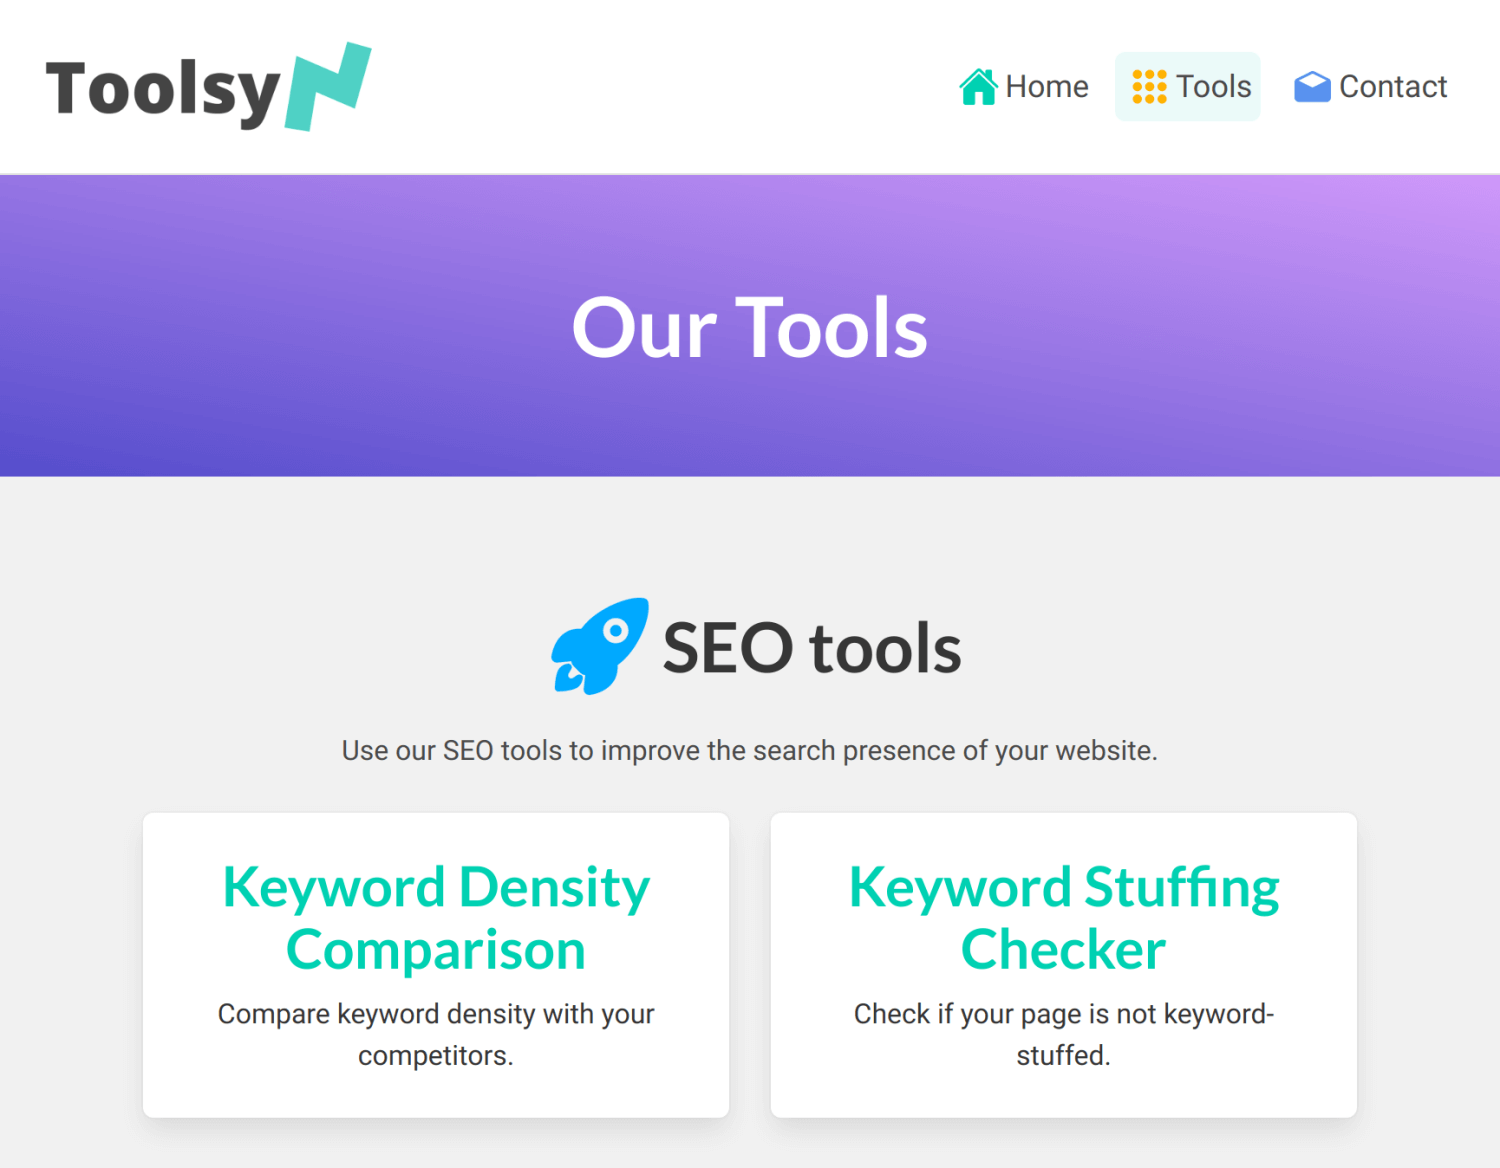 Toolsy
Home
Tools
Contact
Our Tools
SEO tools
Use our SEO tools to improve the search presence of your website.
Keyword Density
Comparison
Compare keyword density with your
competitors.
Keyword Stuffing
Checker
Check if your page is not keyword-
stuffed.